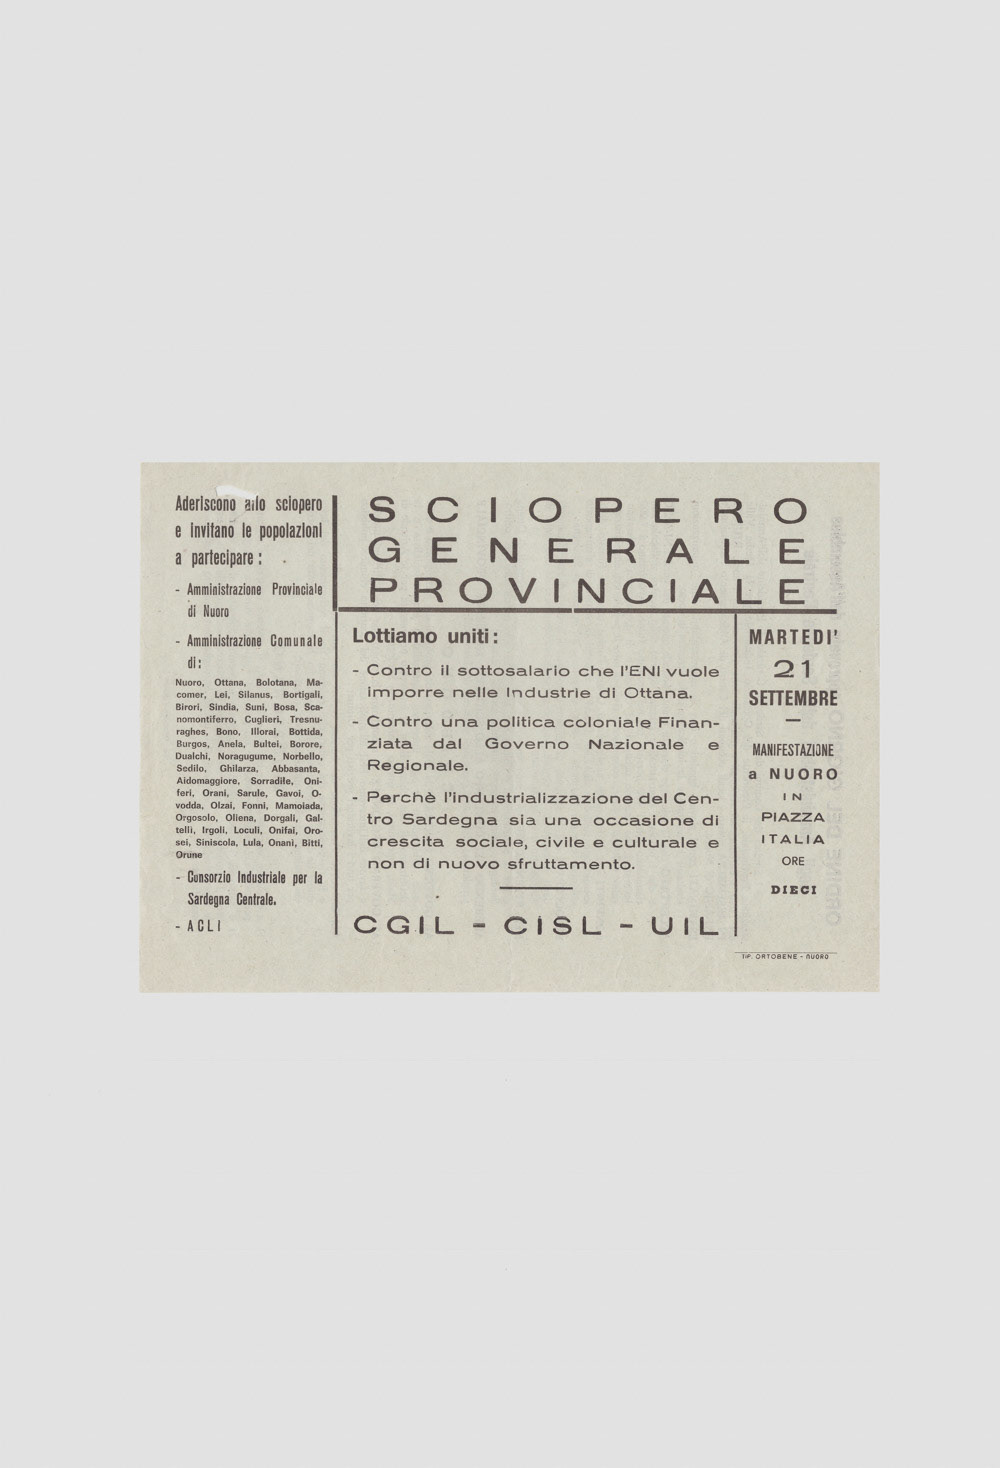 Aderiscono allo sciopero
e invitano le popolazioni
a partecipare :
- Amministrazione Provinciale
di Nuoro
- Amministrazione Comunale
di :
Nuoro, Ottana, Bolotana, Ma-
comer, Lei, Silanus, Bortigali,
Birori, Sindia, Suni, Bosa, Sca-
nomontiferro, Cuglieri, Tresnu-
raghes, Bono, Illorai, Bottida,
Burgos, Anela, Bultei, Borore,
Dualchi, Noragugume, Norbello,
Sedilo, Ghilarza, Abbasanta,
Aidomaggiore, Sorradile, Oni-
feri, Orani, Sarule, Gavoi, O-
vodda, Olzai, Fonni, Mamoiada,
Orgosolo, Oliena, Dorgali, Gal-
telli, Irgoli, Loculi, Onifai, Oro-
sei, Siniscola, Lula, Onani, Bitti,
Orune
- Consorzio Industriale per la
Sardegna Centrale.
- ACLI
SCIOPERO
GENERALE
PROVINCIALE
Lottiamo uniti :
- Contro il sottosalario che l'ENI vuole
imporre nelle Industrie di Ottana.
- Contro una politica coloniale Finan-
ziata dal Governo Nazionale e
Regionale.
- Perchè l'industrializzazione del Cen-
tro Sardegna sia una occasione di
crescita sociale, civile e culturale e
non di nuovo sfruttamento.
CGIL - CISL - UIL
MARTEDI'
21
SETTEMBRE
MANIFESTAZIONE
a NUORO
IN
PIAZZA
ITALIA
ORE
DIECI
TIP. ORTOBENE - NUORO